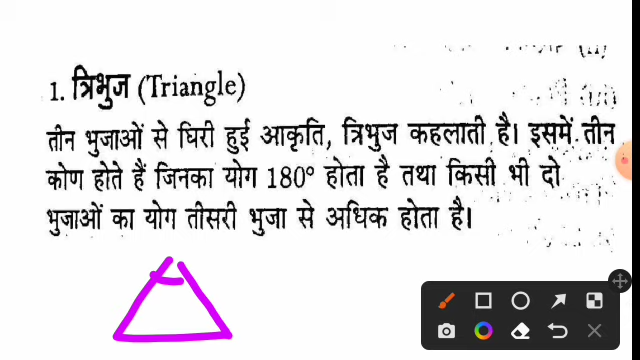 1. त्रिभुज (Triangle)
तीन भुजाओं से घिरी हुई आकृति, त्रिभुज कहलाती है। इसमें तीन
कोण होते हैं जिनका योग 180° होता है तथा किसी भी दो
भुजाओं का योग तीसरी भुजा से अधिक होता है।